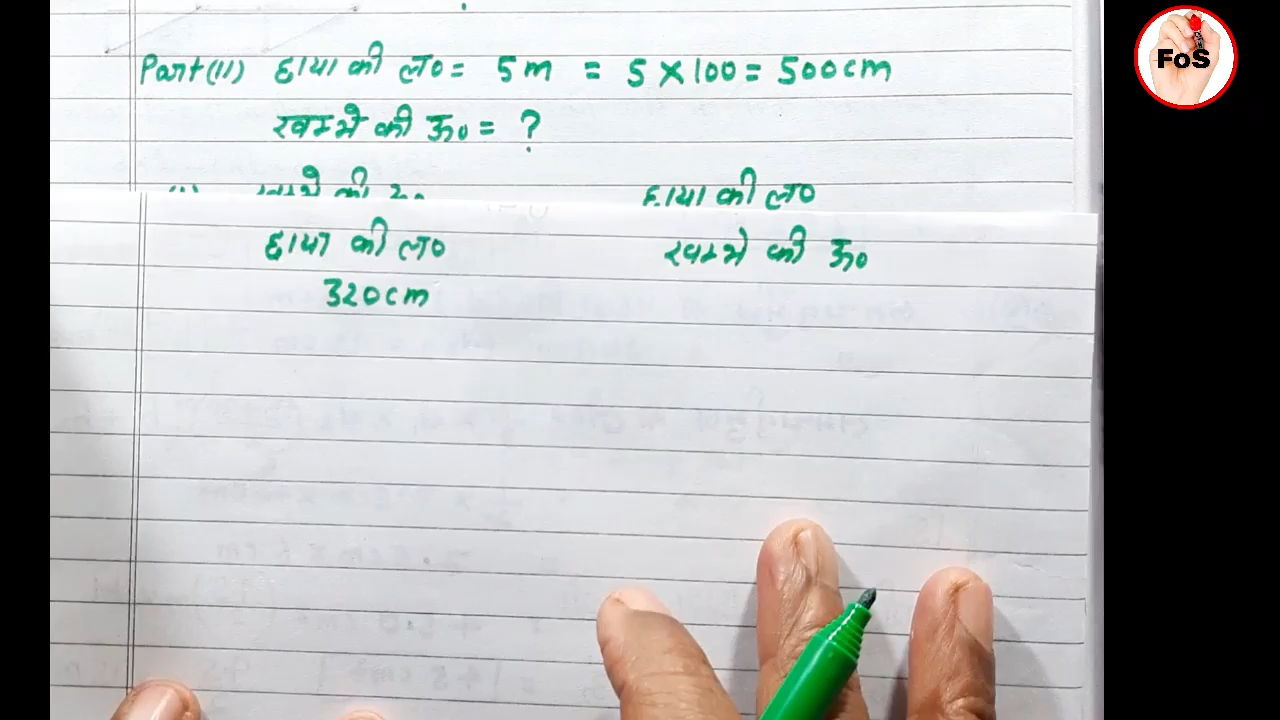 Part(II) छाया की ल० = 5m = 5×100= 500cm
खम्भे की ऊ० = ?
छाया की ल०
छाया की ल० खम्भे की ऊ०
320cm
FoS